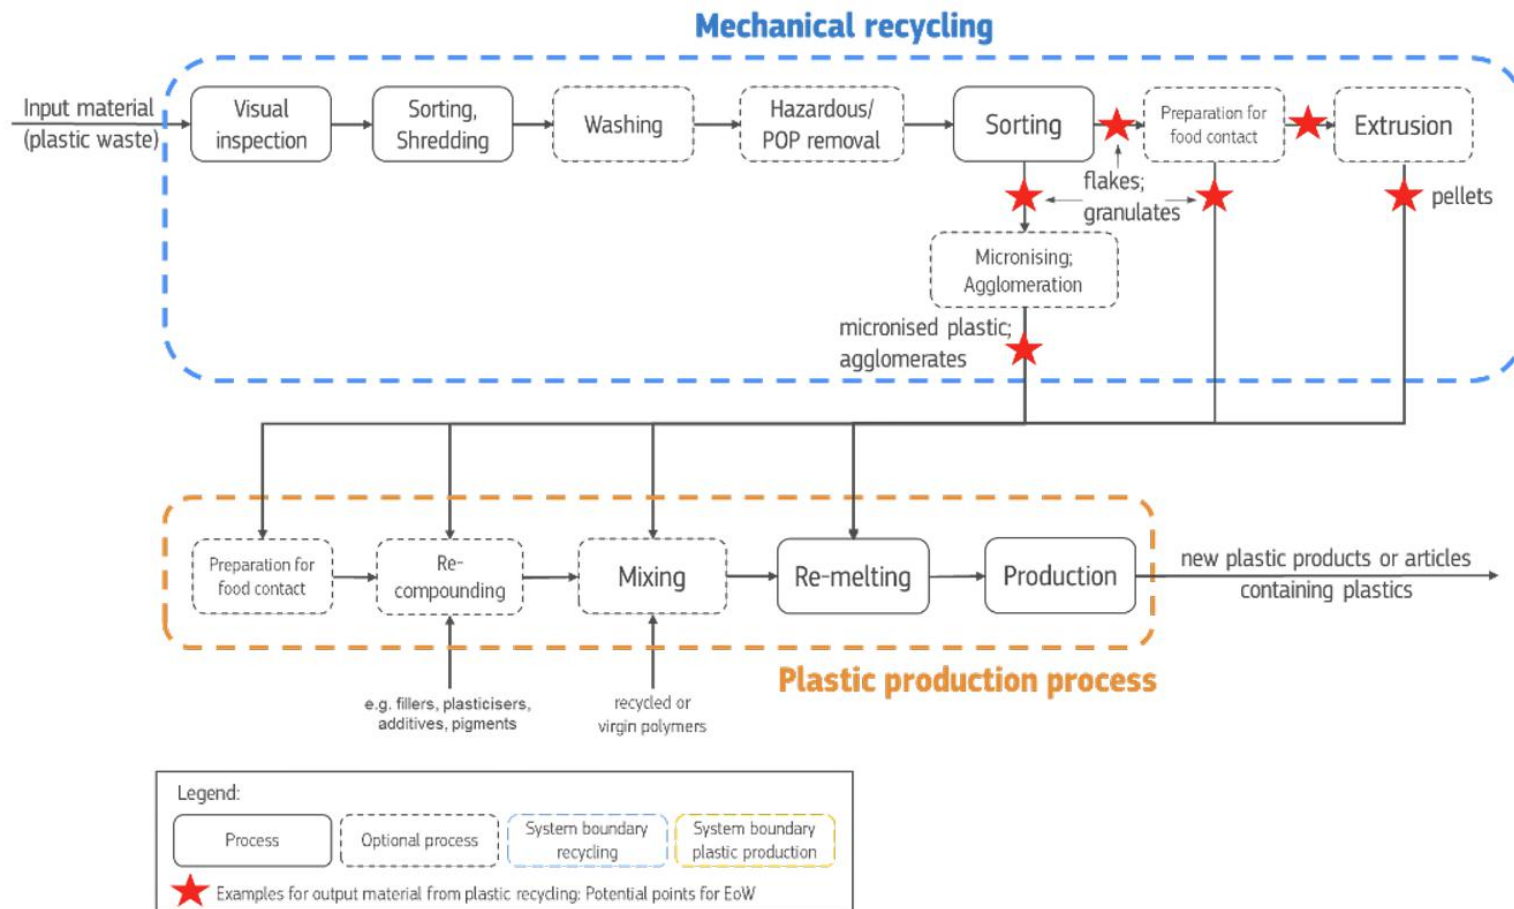 Mechanical recycling
Input material
(plastic waste)
Visual
inspection
Sorting,
Shredding
Washing
Hazardous/
POP removal
Sorting
Preparation for
food contact
Extrusion
flakes;
granulates
pellets
Micronising;
Agglomeration
micronised plastic;
agglomerates
Preparation for
food contact
Re-
compounding
Mixing
Re-melting
Production
new plastic products or articles
containing plastics
Plastic production process
e.g. fillers, plasticisers,
additives, pigments
recycled or
virgin polymers
Legend:
Process
Optional process
System boundary
recycling
System boundary
plastic production
Examples for output material from plastic recycling: Potential points for EoW